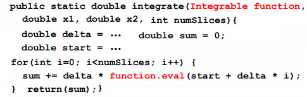 public static double integrate(Integrable function,
double x1, double x2, int numSlices){
double delta = … double sum = 0;
double start = …
for(int i=0; i<numSlices; i++) {
sum += delta * function.eval(start + delta * i);
} return(sum);}